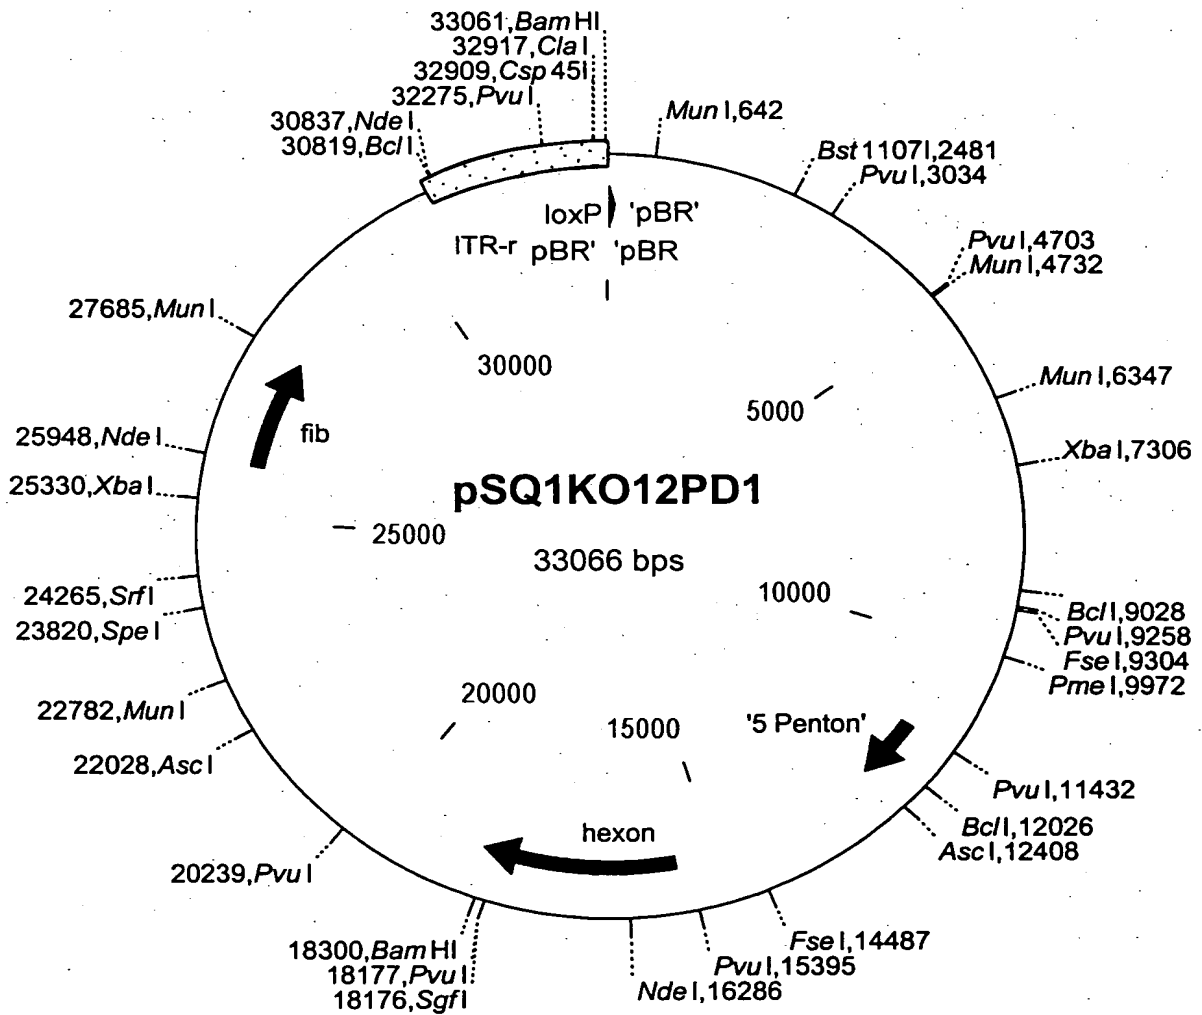 33061,BamHI
32917,ClaI
32909,Csp45I
32275,PvuI
30837,NdeI
30819,BclI
MunI,642
Bst1107I,2481
PvuI,3034
PvuI,4703
MunI,4732
loxP 'pBR'
ITR-r pBR' 'pBR
27685,MunI
30000
5000
MunI,6347
fib
25948,NdeI
25330,XbaI
XbaI,7306
pSQ1KO12PD1
25000
33066 bps
10000
24265,SrfI
23820,SpeI
BclI,9028
PvuI,9258
FseI,9304
PmeI,9972
22782,MunI
22028,AscI
20000
15000
'5 Penton'
PvuI,11432
BclI,12026
AscI,12408
hexon
20239,PvuI
18300,BamHI
18177,PvuI
18176,SgfI
FseI,14487
PvuI,15395
NdeI,16286